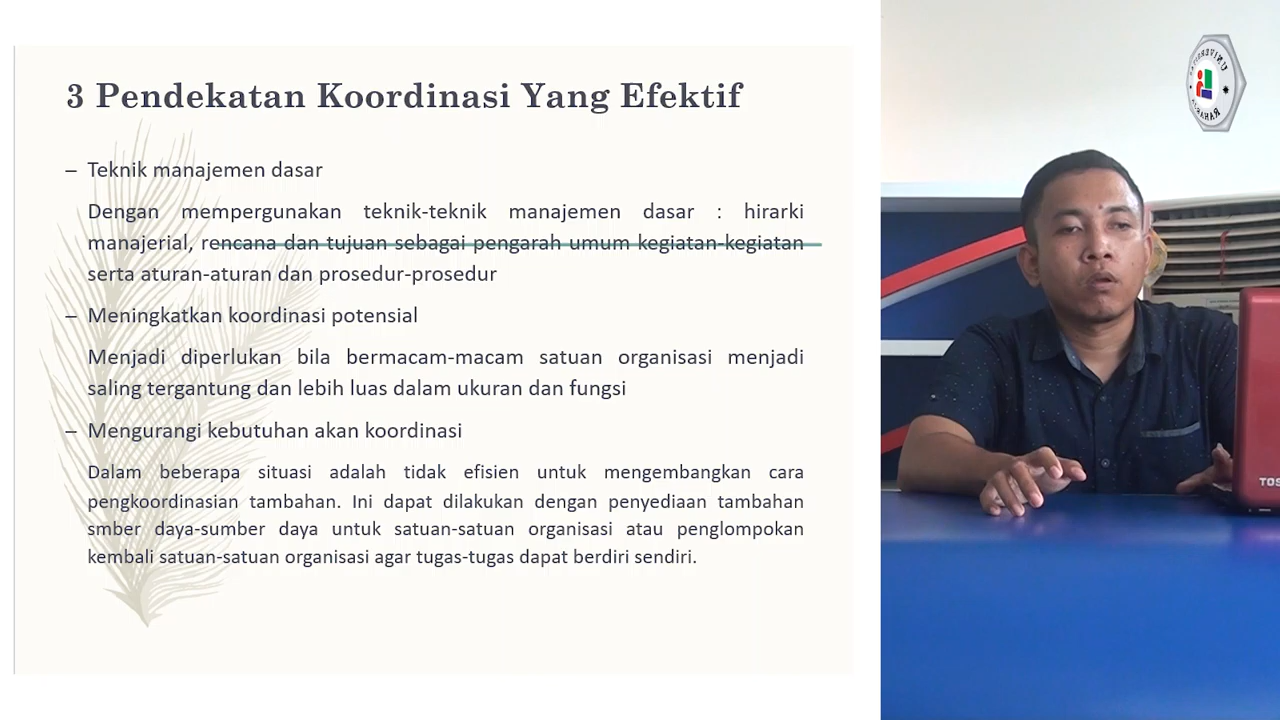 3 Pendekatan Koordinasi Yang Efektif
– Teknik manajemen dasar
Dengan mempergunakan teknik-teknik manajemen dasar : hirarki
manajerial, rencana dan tujuan sebagai pengarah umum kegiatan-kegiatan
serta aturan-aturan dan prosedur-prosedur
– Meningkatkan koordinasi potensial
Menjadi diperlukan bila bermacam-macam satuan organisasi menjadi
saling tergantung dan lebih luas dalam ukuran dan fungsi
– Mengurangi kebutuhan akan koordinasi
Dalam beberapa situasi adalah tidak efisien untuk mengembangkan cara
pengkoordinasian tambahan. Ini dapat dilakukan dengan penyediaan tambahan
smber daya-sumber daya untuk satuan-satuan organisasi atau penglompokan
kembali satuan-satuan organisasi agar tugas-tugas dapat berdiri sendiri.
TOS